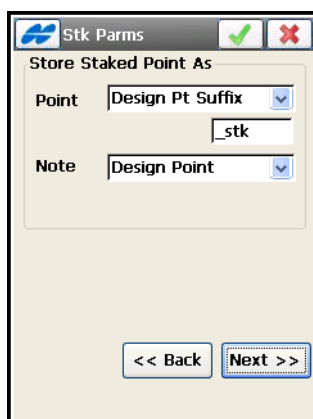 Stk Parms
Store Staked Point As
Point Design Pt Suffix
_stk
Note Design Point
<< Back Next >>